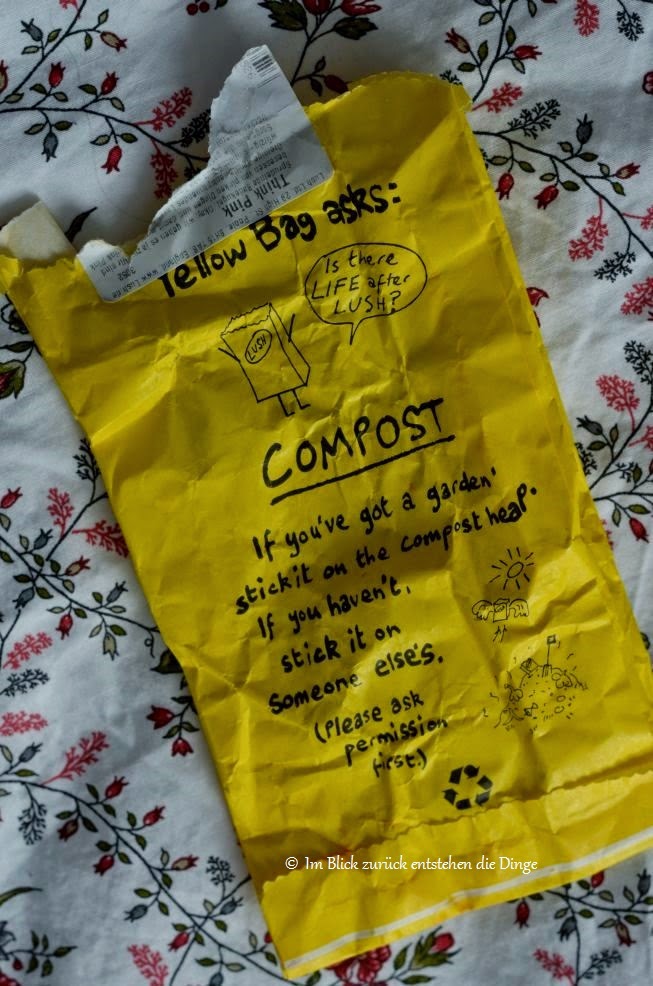 Think Pink
Yellow Bag asks:
Is there
LIFE after
LUSH?
LUSH
COMPOST
If you've got a garden,
stick it on the compost heap.
If you haven't,
stick it on
someone else's.
(Please ask
permission
first.)
© Im Blick zurück entstehen die Dinge